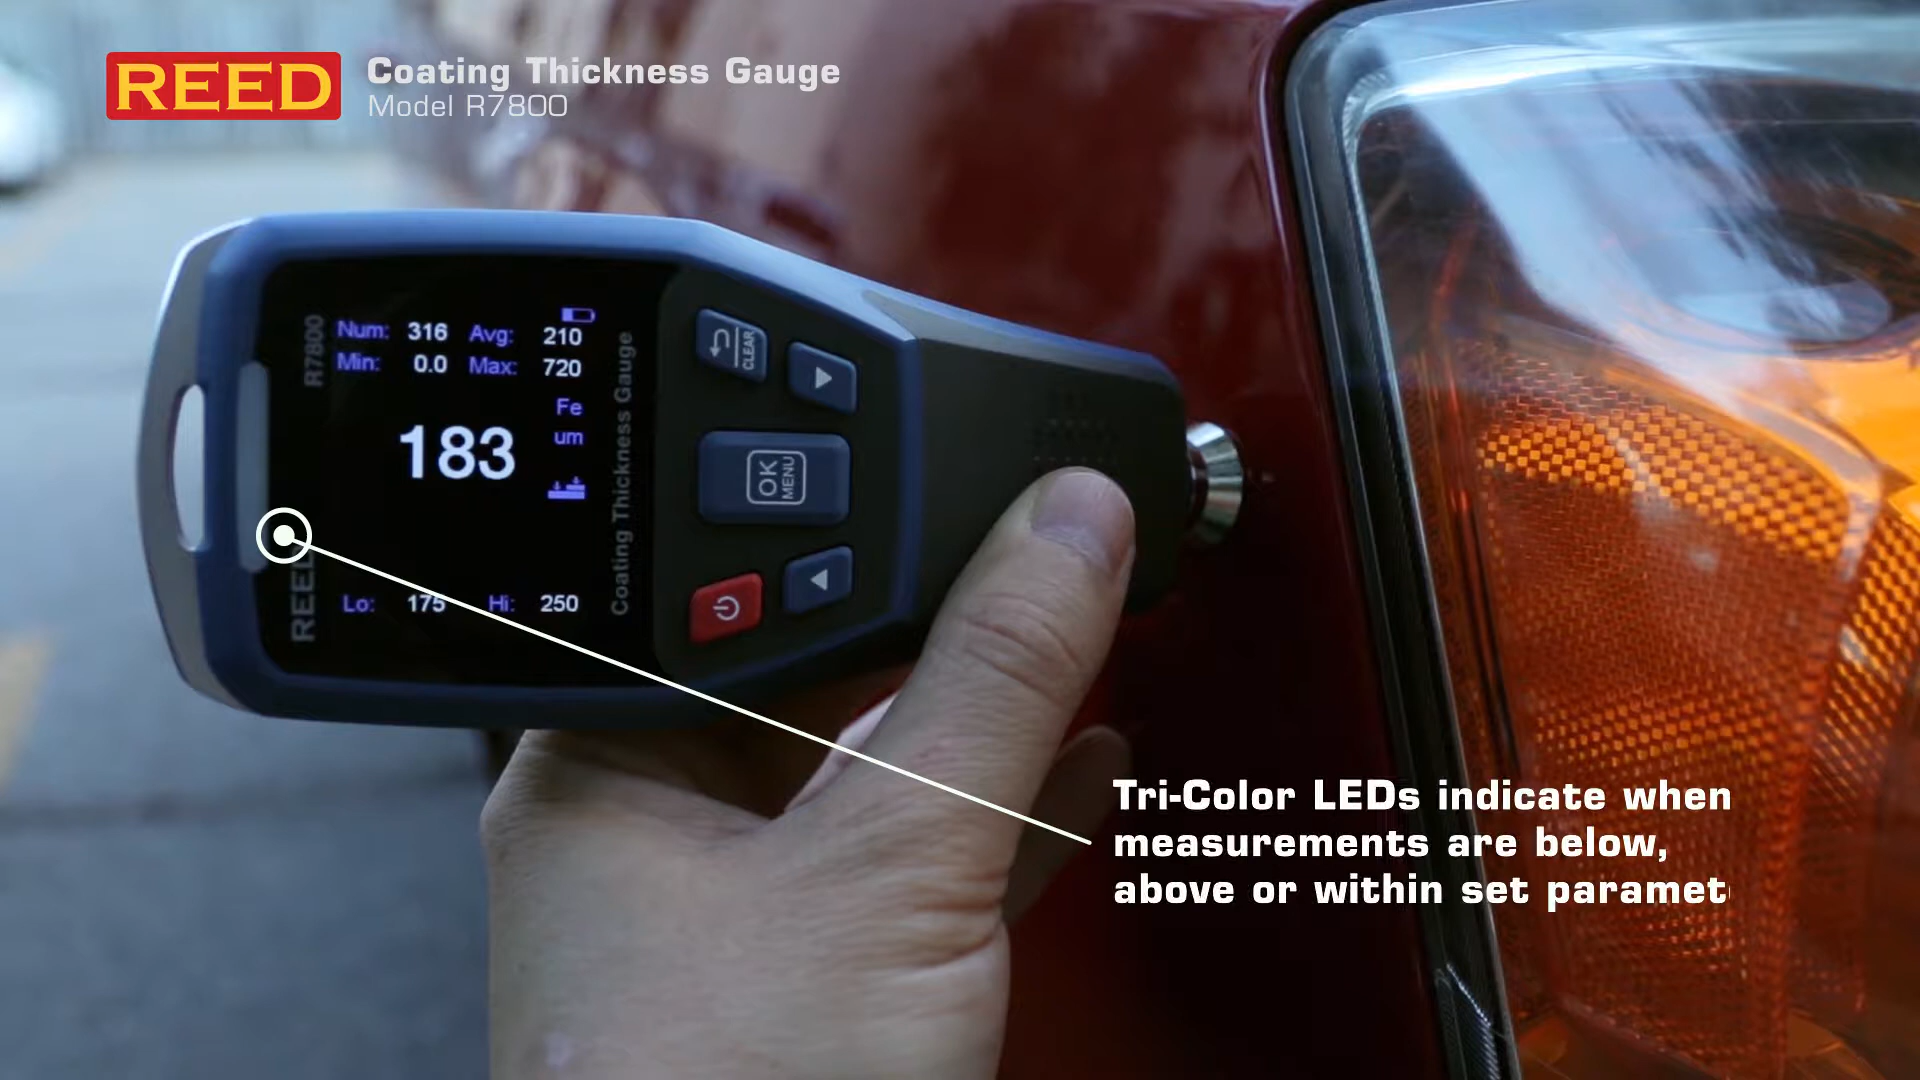 REED
Coating Thickness Gauge
Model R7800
R7800
Num: 316 Avg: 210
Min: 0.0 Max: 720
Fe
183
um
Lo: 175 Hi: 250
REED
Coating Thickness Gauge
CLEAR
OK
MENU
Tri-Color LEDs indicate when
measurements are below,
above or within set paramet